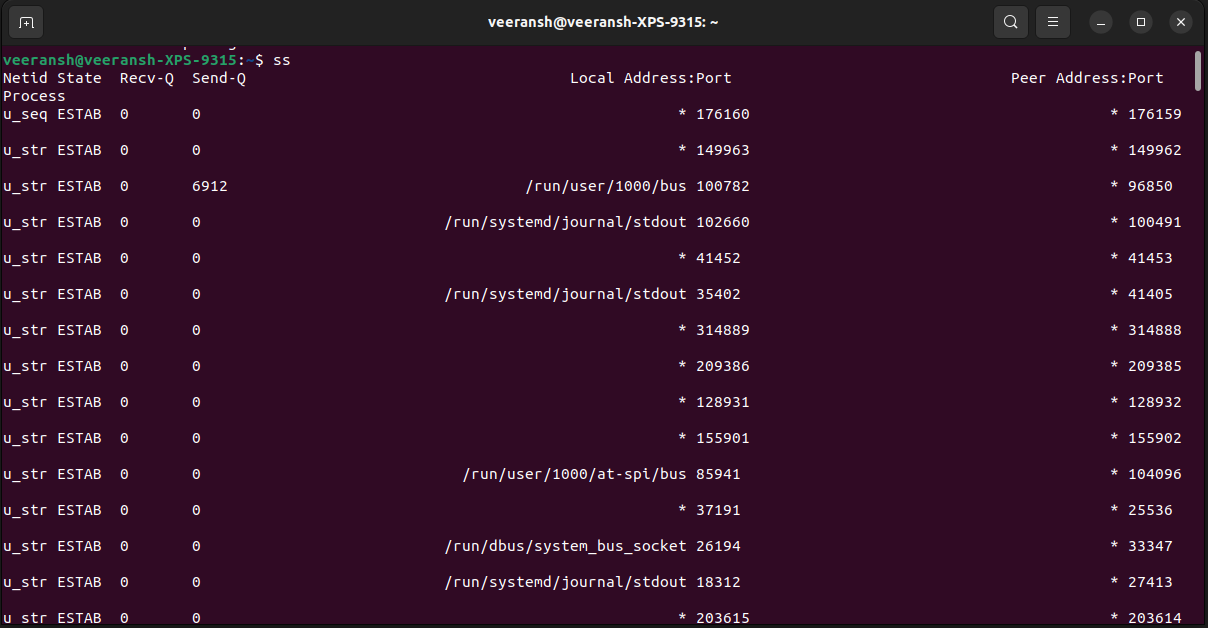 veeransh@veeransh-XPS-9315: ~
veeransh@veeransh-XPS-9315:~$ ss
Netid State Recv-Q Send-Q Local Address:Port Peer Address:Port
Process
u_seq ESTAB 0 0 * 176160 * 176159
u_str ESTAB 0 0 * 149963 * 149962
u_str ESTAB 0 6912 /run/user/1000/bus 100782 * 96850
u_str ESTAB 0 0 /run/systemd/journal/stdout 102660 * 100491
u_str ESTAB 0 0 * 41452 * 41453
u_str ESTAB 0 0 /run/systemd/journal/stdout 35402 * 41405
u_str ESTAB 0 0 * 314889 * 314888
u_str ESTAB 0 0 * 209386 * 209385
u_str ESTAB 0 0 * 128931 * 128932
u_str ESTAB 0 0 * 155901 * 155902
u_str ESTAB 0 0 /run/user/1000/at-spi/bus 85941 * 104096
u_str ESTAB 0 0 * 37191 * 25536
u_str ESTAB 0 0 /run/dbus/system_bus_socket 26194 * 33347
u_str ESTAB 0 0 /run/systemd/journal/stdout 18312 * 27413
u_str ESTAB 0 0 * 203615 * 203614